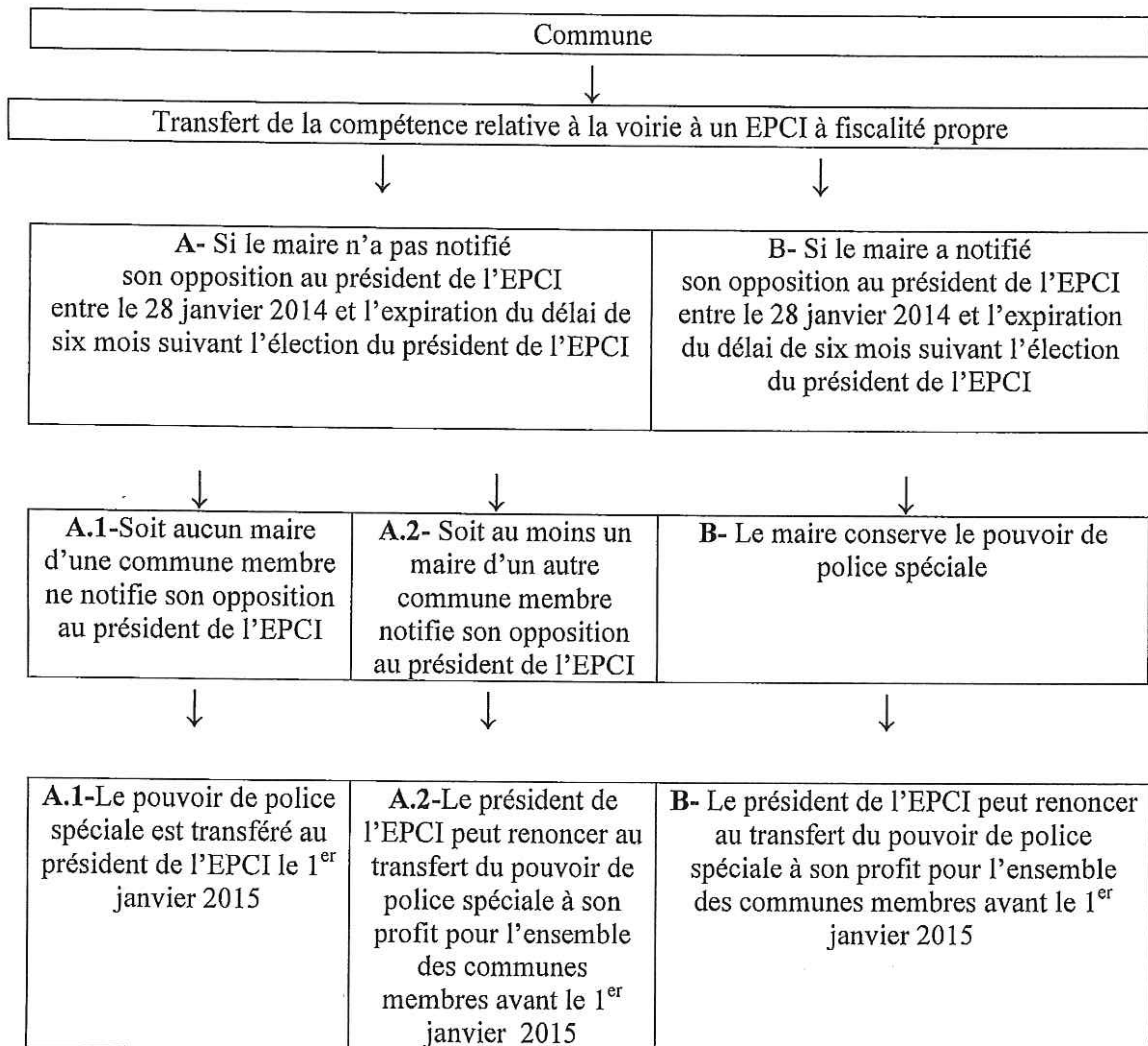 Commune
Transfert de la compétence relative à la voirie à un EPCI à fiscalité propre
A- Si le maire n'a pas notifié
son opposition au président de l'EPCI
entre le 28 janvier 2014 et l'expiration du délai de
six mois suivant l'élection du président de l'EPCI
B- Si le maire a notifié
son opposition au président de l'EPCI
entre le 28 janvier 2014 et l'expiration
du délai de six mois suivant l'élection
du président de l'EPCI
A.1-Soit aucun maire
d'une commune membre
ne notifie son opposition
au président de l'EPCI
A.2- Soit au moins un
maire d'un autre
commune membre
notifie son opposition
au président de l'EPCI
B- Le maire conserve le pouvoir de
police spéciale
A.1-Le pouvoir de police
spéciale est transféré au
président de l'EPCI le 1er
janvier 2015
A.2-Le président de
l'EPCI peut renoncer au
transfert du pouvoir de
police spéciale à son
profit pour l'ensemble
des communes
membres avant le 1er
janvier 2015
B- Le président de l'EPCI peut renoncer
au transfert du pouvoir de police
spéciale à son profit pour l'ensemble
des communes membres avant le 1er
janvier 2015